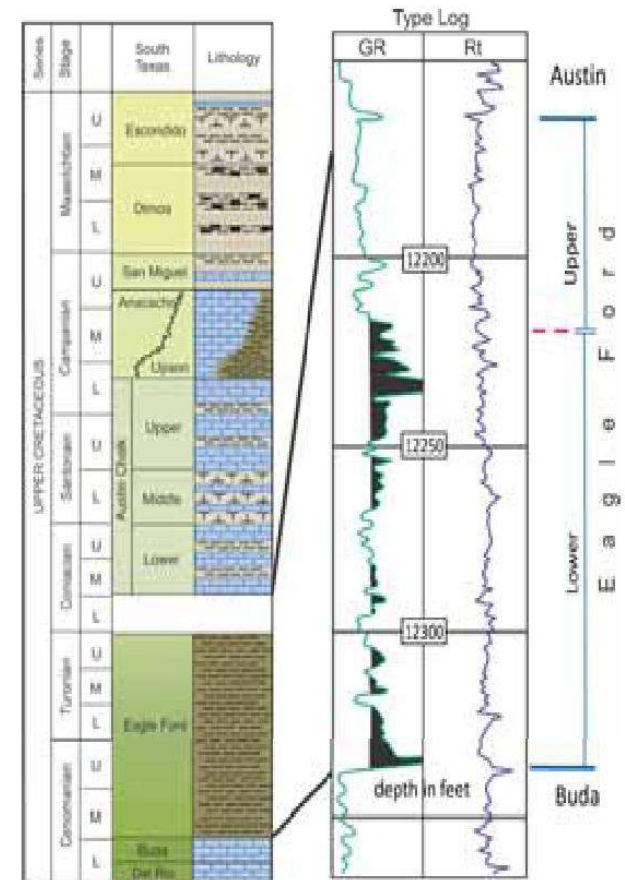 Type Log
Series
Stage
South
Texas
Lithology
GR
Rt
UPPER CRETACEOUS
Maastrichtian
U
M
L
Escondido
Olmos
Campanian
U
M
L
San Miguel
Anacacho
Upson
Santonian
U
L
Coniacian
U
M
L
Austin Chalk
Upper
Middle
Lower
Turonian
U
M
L
Cenomanian
U
M
L
Eagle Ford
Buda
Del Rio
12200
12250
12300
depth in feet
Austin
Upper
Lower
Eagle Ford
Buda